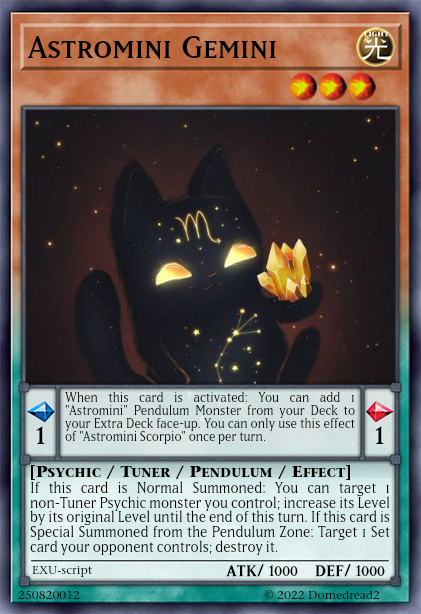 Astromini Gemini
LIGHT
光
When this card is activated: You can add 1
"Astromini" Pendulum Monster from your Deck to
your Extra Deck face-up. You can only use this effect
of "Astromini Scorpio" once per turn.
1
1
[Psychic / Tuner / Pendulum / Effect]
If this card is Normal Summoned: You can target 1
non-Tuner Psychic monster you control; increase its Level
by its original Level until the end of this turn. If this card is
Special Summoned from the Pendulum Zone: Target 1 Set
card your opponent controls; destroy it.
EXU-script
ATK/ 1000 DEF/ 1000
250820012
© 2022 Domedread2